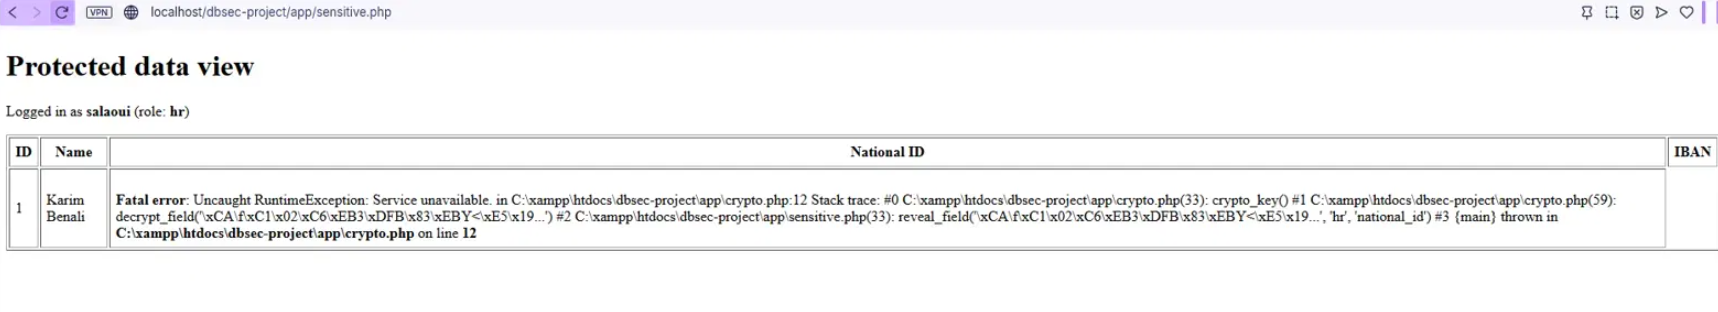 VPN localhost/dbsec-project/app/sensitive.php
Protected data view
Logged in as salaoui (role: hr)
ID Name National ID IBAN
1 Karim Benali
Fatal error: Uncaught RuntimeException: Service unavailable. in C:\xampp\htdocs\dbsec-project\app\crypto.php:12 Stack trace: #0 C:\xampp\htdocs\dbsec-project\app\crypto.php(33): crypto_key() #1 C:\xampp\htdocs\dbsec-project\app\crypto.php(59):
decrypt_field('\xCA\f\xC1\x02\xC6\xEB3\xDFB\x83\xEBY<\xE5\x19...') #2 C:\xampp\htdocs\dbsec-project\app\sensitive.php(33): reveal_field('\xCA\f\xC1\x02\xC6\xEB3\xDFB\x83\xEBY<\xE5\x19...', 'hr', 'national_id') #3 {main} thrown in
C:\xampp\htdocs\dbsec-project\app\crypto.php on line 12